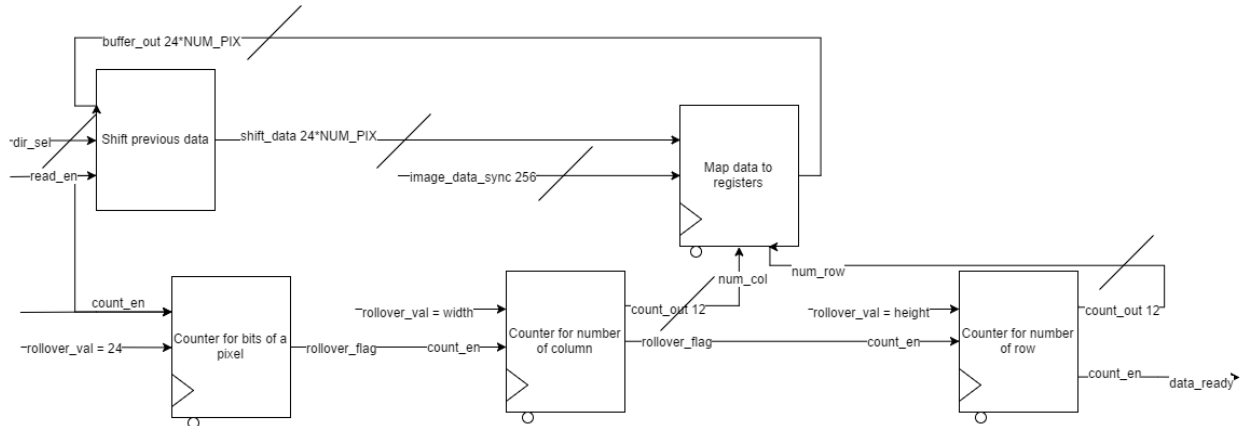 buffer_out 24*NUM_PIX
Shift previous data
dir_sel
read_en
shift_data 24*NUM_PIX
image_data_sync 256
Map data to
registers
count_en
rollover_val = 24
Counter for bits of a
pixel
rollover_flag
rollover_val = width
count_en
Counter for number
of column
count_out 12
num_col
rollover_flag
num_row
rollover_val = height
count_en
Counter for number
of row
count_out 12
count_en
data_ready